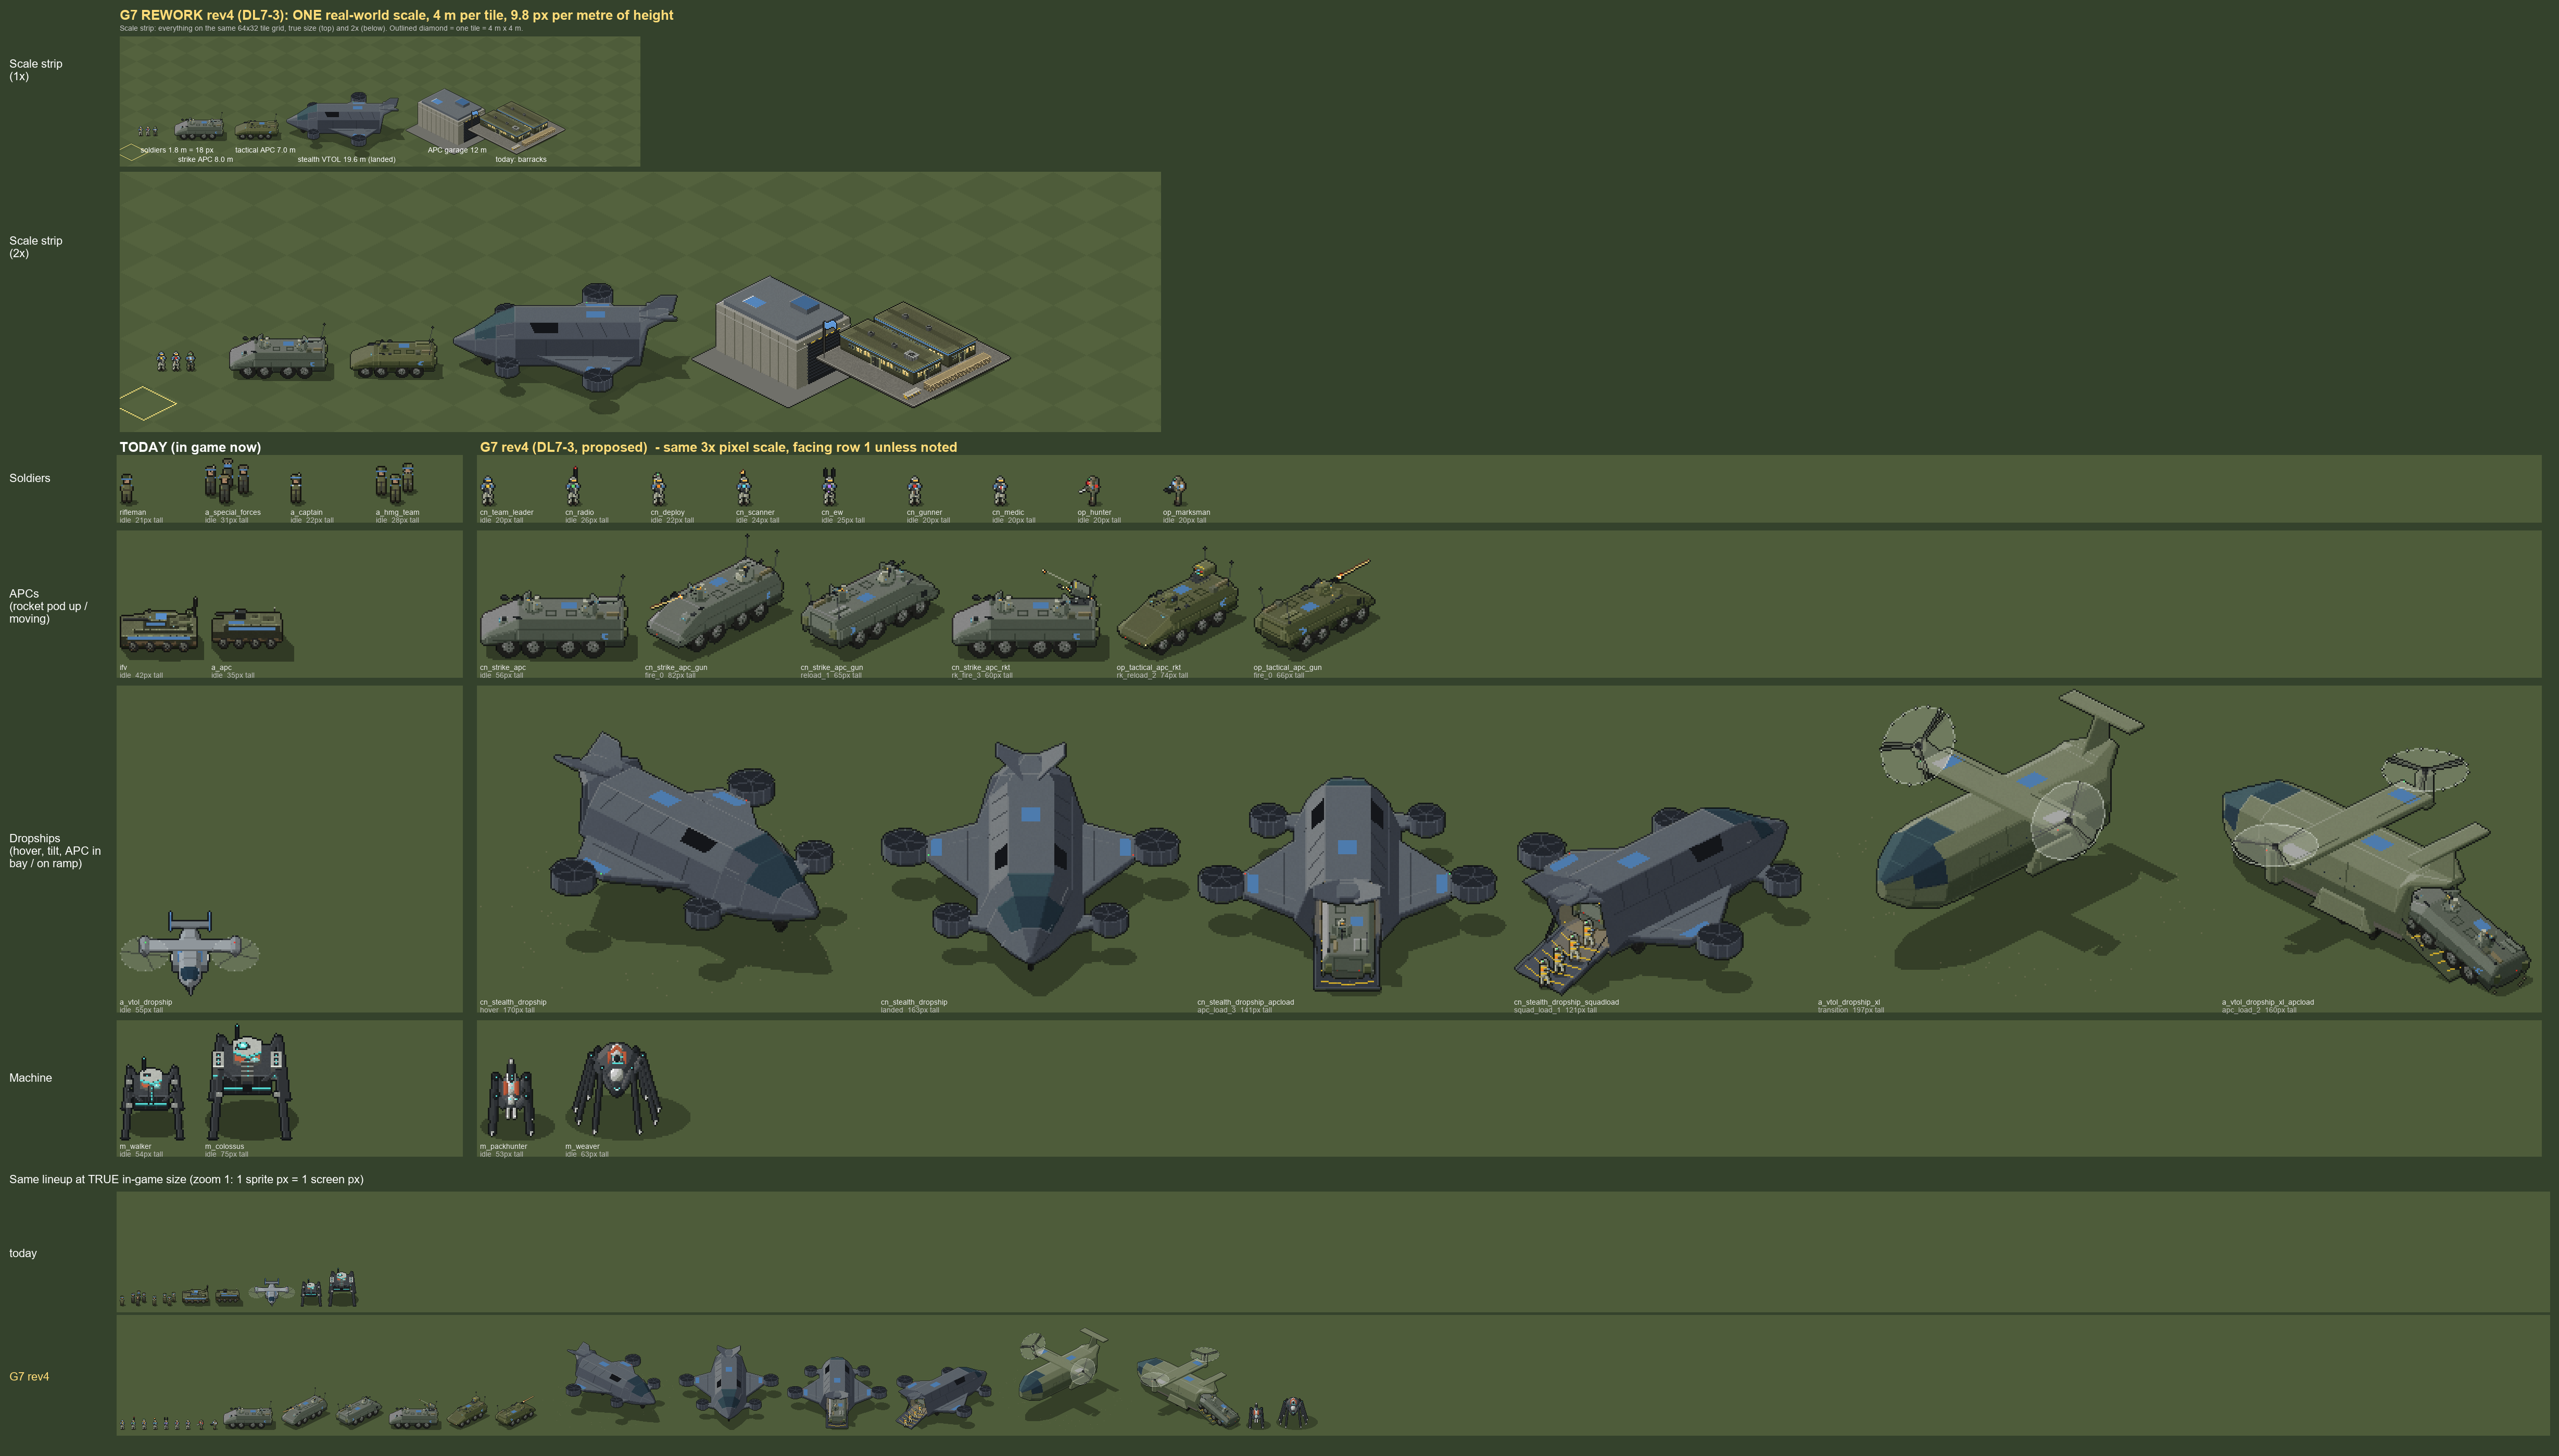 G7 REWORK rev4 (DL7-3): ONE real-world scale, 4 m per tile, 9.8 px per metre of height
Scale strip: everything on the same 64x32 tile grid, true size (top) and 2x (below). Outlined diamond = one tile = 4 m x 4 m.
Scale strip
(1x)
soldiers 1.8 m = 18 px
tactical APC 7.0 m
APC garage 12 m
strike APC 8.0 m
stealth VTOL 19.6 m (landed)
today: barracks
Scale strip
(2x)
TODAY (in game now)
G7 rev4 (DL7-3, proposed) - same 3x pixel scale, facing row 1 unless noted
Soldiers
rifleman
idle 21px tall
a_special_forces
idle 31px tall
a_captain
idle 22px tall
a_hmg_team
idle 28px tall
cn_team_leader
idle 20px tall
cn_radio
idle 26px tall
cn_deploy
idle 22px tall
cn_scanner
idle 24px tall
cn_ew
idle 25px tall
cn_gunner
idle 20px tall
cn_medic
idle 20px tall
op_hunter
idle 20px tall
op_marksman
idle 20px tall
APCs
(rocket pod up /
moving)
ifv
idle 42px tall
a_apc
idle 35px tall
cn_strike_apc
idle 56px tall
cn_strike_apc_gun
fire_0 82px tall
cn_strike_apc_gun
reload_1 65px tall
cn_strike_apc_rkt
rk_fire_3 60px tall
op_tactical_apc_rkt
rk_reload_2 74px tall
op_tactical_apc_gun
fire_0 66px tall
Dropships
(hover, tilt, APC in
bay / on ramp)
a_vtol_dropship
idle 55px tall
cn_stealth_dropship
hover 170px tall
cn_stealth_dropship
landed 163px tall
cn_stealth_dropship_apcload
apc_load_3 141px tall
cn_stealth_dropship_squadload
squad_load_1 121px tall
a_vtol_dropship_xl
transition 197px tall
a_vtol_dropship_xl_apcload
apc_load_2 160px tall
Machine
m_walker
idle 54px tall
m_colossus
idle 75px tall
m_packhunter
idle 53px tall
m_weaver
idle 63px tall
Same lineup at TRUE in-game size (zoom 1: 1 sprite px = 1 screen px)
today
G7 rev4